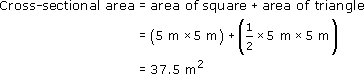 Cross-sectional area = area of square + area of triangle
= (5 m × 5 m) + (1/2 × 5 m × 5 m)
= 37.5 m²